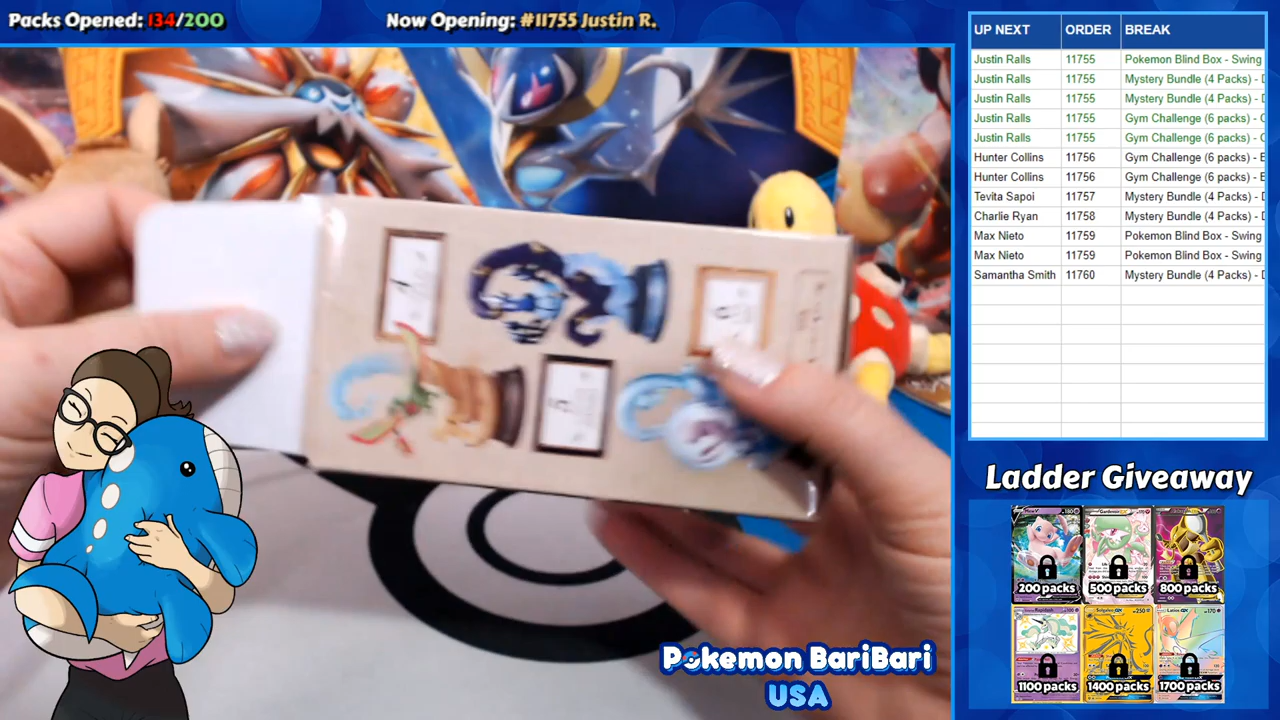 Packs Opened: 134/200
Now Opening: #11755 Justin R.
UP NEXT ORDER BREAK
Justin Ralls 11755 Pokemon Blind Box - Swing
Justin Ralls 11755 Mystery Bundle (4 Packs) -
Justin Ralls 11755 Mystery Bundle (4 Packs) -
Justin Ralls 11755 Gym Challenge (6 packs) -
Justin Ralls 11755 Gym Challenge (6 packs) -
Hunter Collins 11756 Gym Challenge (6 packs) -
Hunter Collins 11756 Gym Challenge (6 packs) -
Tevita Sapoi 11757 Mystery Bundle (4 Packs) -
Charlie Ryan 11758 Mystery Bundle (4 Packs) -
Max Nieto 11759 Pokemon Blind Box - Swing
Max Nieto 11759 Pokemon Blind Box - Swing
Samantha Smith 11760 Mystery Bundle (4 Packs) -
Ladder Giveaway
200 packs 500 packs 800 packs
1100 packs 1400 packs 1700 packs
Pokemon BariBari
USA